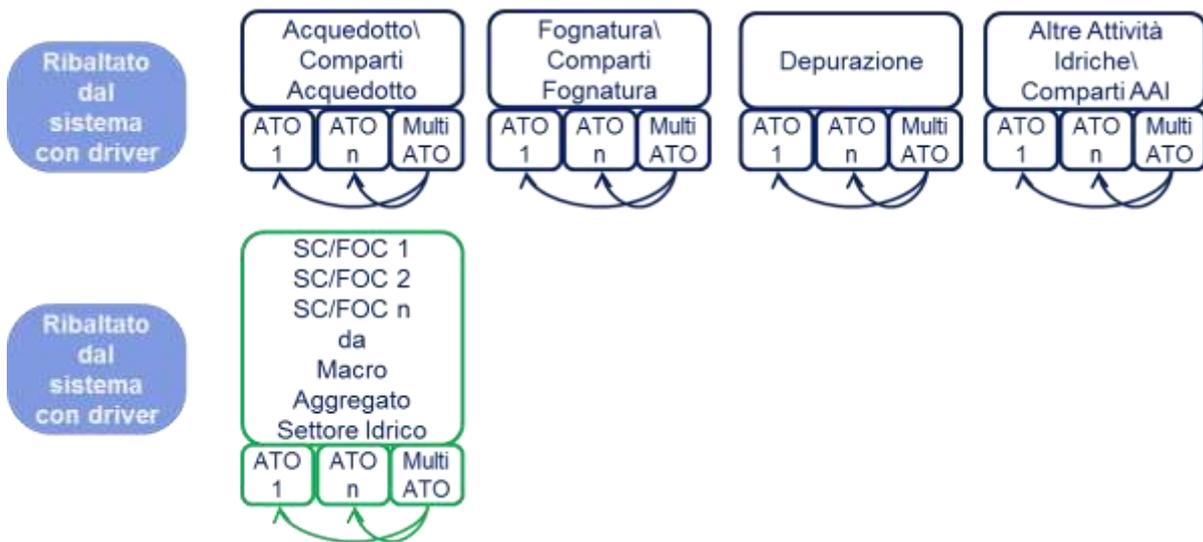 Ribaltato
dal
sistema
con driver
Acquedotto\
Comparti
Acquedotto
ATO
1
ATO
n
Multi
ATO
Fognatura\
Comparti
Fognatura
ATO
1
ATO
n
Multi
ATO
Depurazione
ATO
1
ATO
n
Multi
ATO
Altre Attività
Idriche\
Comparti AAI
ATO
1
ATO
n
Multi
ATO
Ribaltato
dal
sistema
con driver
SC/FOC 1
SC/FOC 2
SC/FOC n
da
Macro
Aggregato
Settore Idrico
ATO
1
ATO
n
Multi
ATO